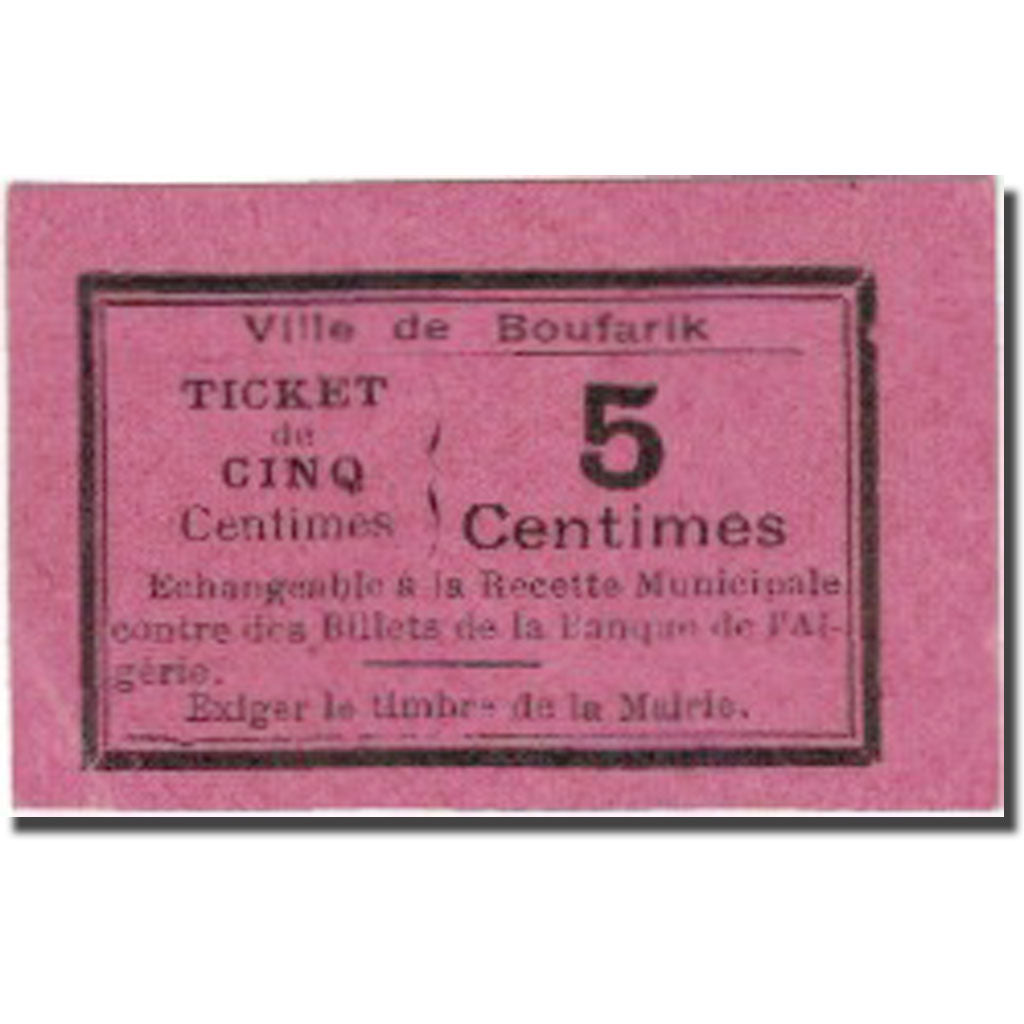 Ville de Boufarik
TICKET
de
CINQ
Centimes
5
Centimes
Echangeable à la Recette Municipale
contre des Billets de la Banque de l'Al-
gérie.
Exiger le timbre de la Mairie.